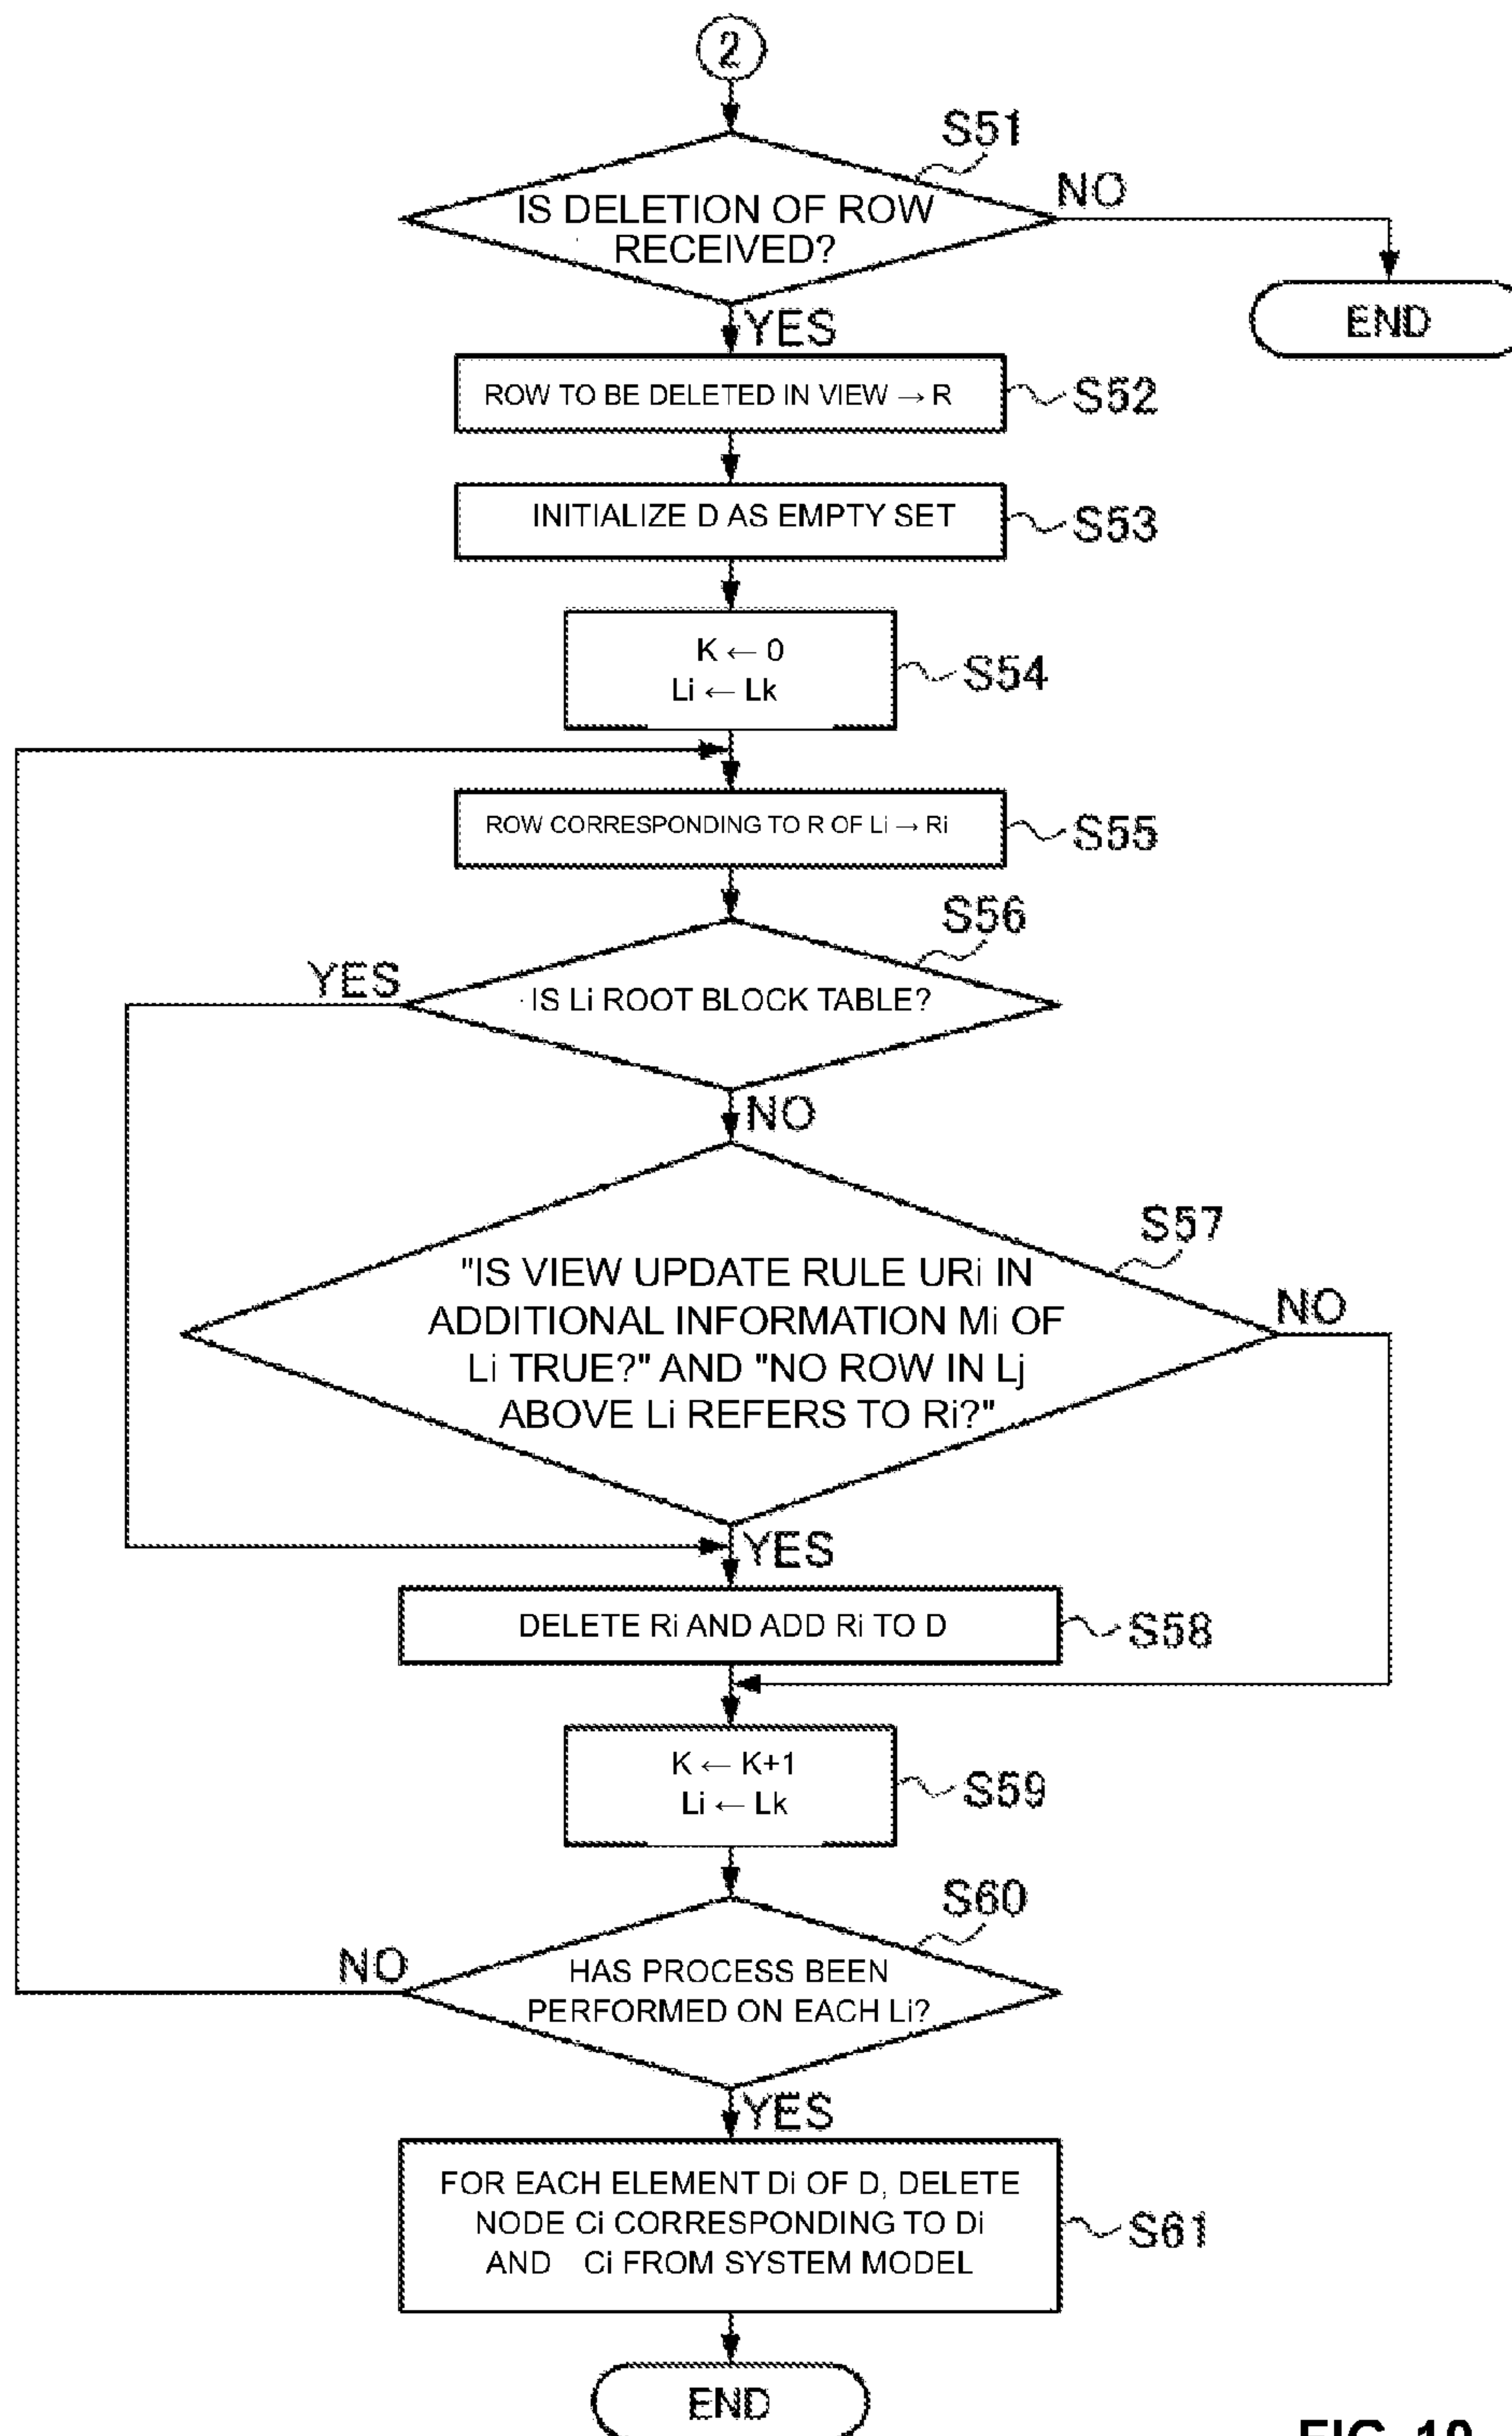 2
S51
IS DELETION OF ROW
RECEIVED?
NO
END
YES
ROW TO BE DELETED IN VIEW → R
S52
INITIALIZE D AS EMPTY SET
S53
K ← 0
Li ← Lk
S54
ROW CORRESPONDING TO R OF Li → Ri
S55
S56
YES
IS Li ROOT BLOCK TABLE?
NO
S57
"IS VIEW UPDATE RULE URi IN
ADDITIONAL INFORMATION Mi OF
Li TRUE?" AND "NO ROW IN Lj
ABOVE Li REFERS TO Ri?"
NO
YES
DELETE Ri AND ADD Ri TO D
S58
K ← K+1
Li ← Lk
S59
S60
NO
HAS PROCESS BEEN
PERFORMED ON EACH Li?
YES
FOR EACH ELEMENT Di OF D, DELETE
NODE Ci CORRESPONDING TO Di
AND Ci FROM SYSTEM MODEL
S61
END